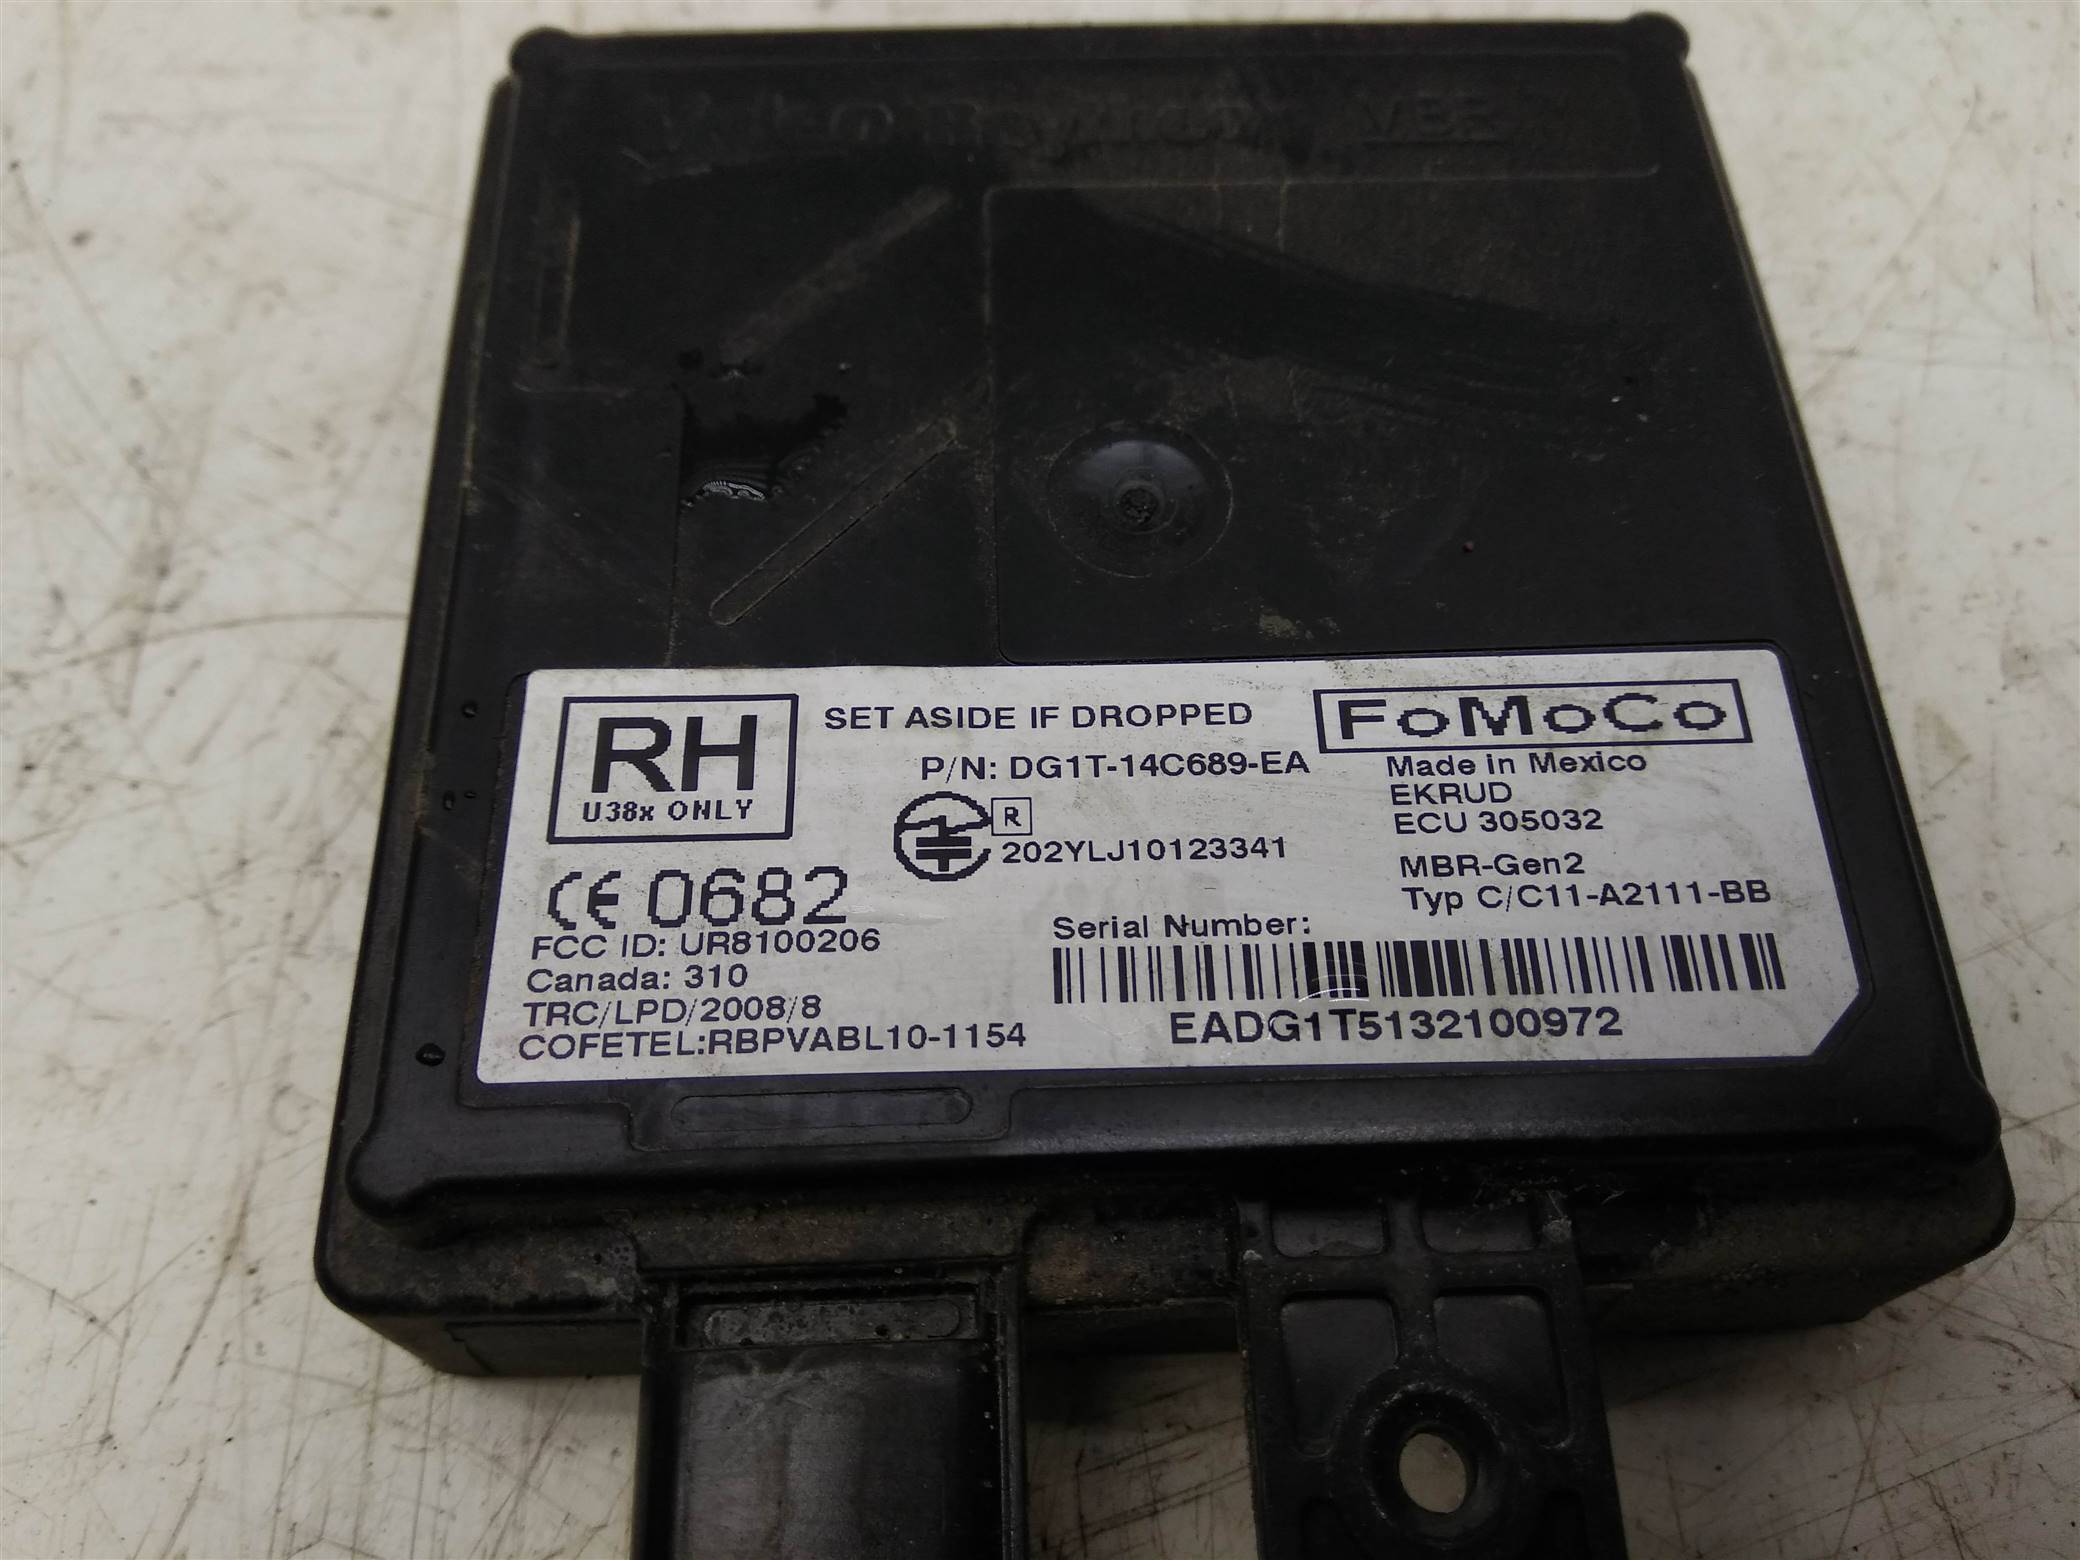 RH
U38x ONLY
SET ASIDE IF DROPPED
FoMoCo
P/N: DG1T-14C689-EA
R
202YLJ10123341
Made in Mexico
EKRUD
ECU 305032
MBR-Gen2
Typ C/C11-A2111-BB
CE 0682
FCC ID: UR8100206
Canada: 310
TRC/LPD/2008/8
COFETEL:RBPVABL10-1154
Serial Number:
EADG1T5132100972